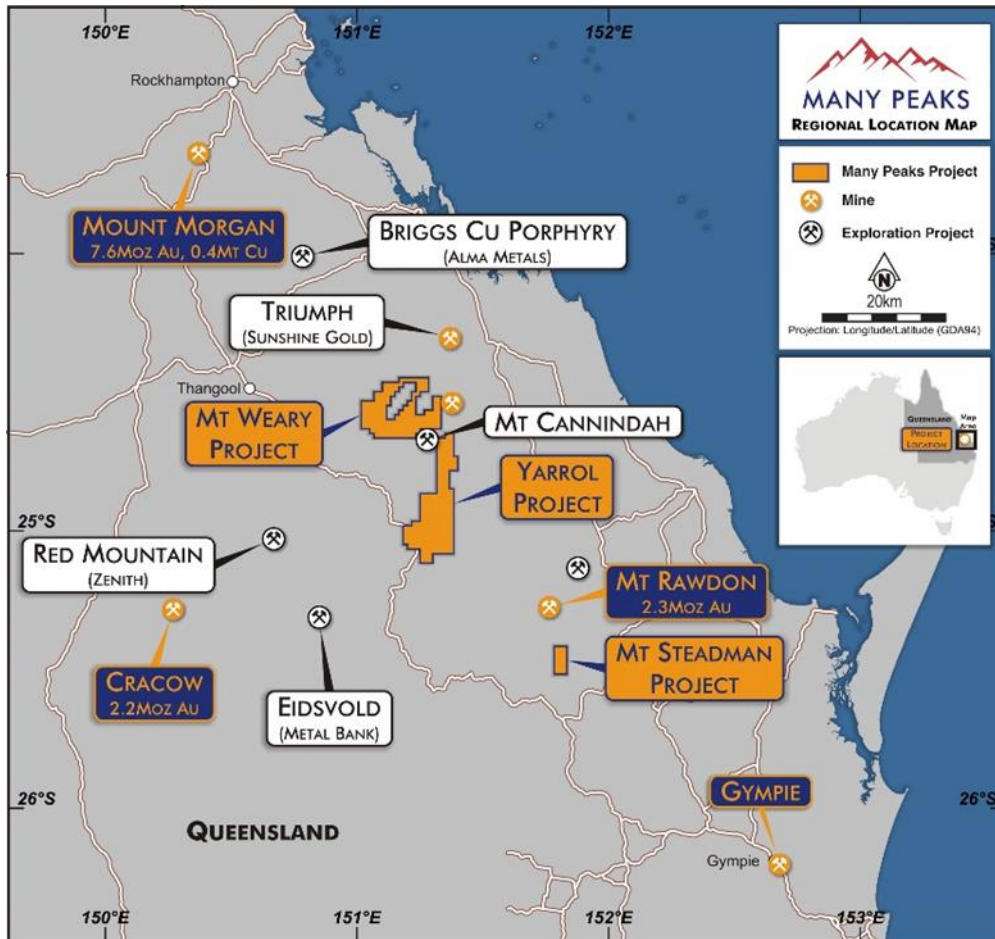 150°E
151°E
152°E
Rockhampton
MANY PEAKS
REGIONAL LOCATION MAP
Many Peaks Project
Mine
Exploration Project
N
20km
Projection: Longitude/Latitude (GDA94)
MOUNT MORGAN
7.6MOZ AU, 0.4MT CU
BRIGGS CU PORPHYRY
(ALMA METALS)
TRIUMPH
(SUNSHINE GOLD)
Thangool
MT WEARY
PROJECT
MT CANNINDAH
YARROL
PROJECT
QUEENSLAND
Map
Area
PROJECT
LOCATION
25°S
RED MOUNTAIN
(ZENITH)
MT RAWDON
2.3MOZ AU
CRACOW
2.2MOZ AU
EIDSVOLD
(METAL BANK)
MT STEADMAN
PROJECT
26°S
26°S
GYMPIE
QUEENSLAND
Gympie
150°E
151°E
152°E
153°E